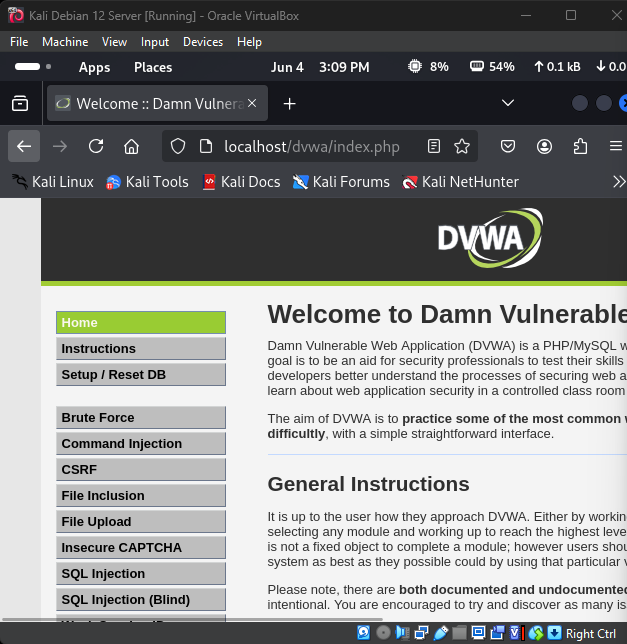 Kali Debian 12 Server [Running] - Oracle VirtualBox
File Machine View Input Devices Help
Apps Places Jun 4 3:09 PM 8% 54% 0.1 kB 0.0
Welcome :: Damn Vulnera
localhost/dvwa/index.php
Kali Linux Kali Tools Kali Docs Kali Forums Kali NetHunter
DVWA
Home
Instructions
Setup / Reset DB
Brute Force
Command Injection
CSRF
File Inclusion
File Upload
Insecure CAPTCHA
SQL Injection
SQL Injection (Blind)
Welcome to Damn Vulnerable
Damn Vulnerable Web Application (DVWA) is a PHP/MySQL w
goal is to be an aid for security professionals to test their skills
developers better understand the processes of securing web a
learn about web application security in a controlled class room
The aim of DVWA is to practice some of the most common
difficultly, with a simple straightforward interface.
General Instructions
It is up to the user how they approach DVWA. Either by workin
selecting any module and working up to reach the highest leve
is not a fixed object to complete a module; however users shou
system as best as they possible could by using that particular
Please note, there are both documented and undocumented
intentional. You are encouraged to try and discover as many is
Right Ctrl